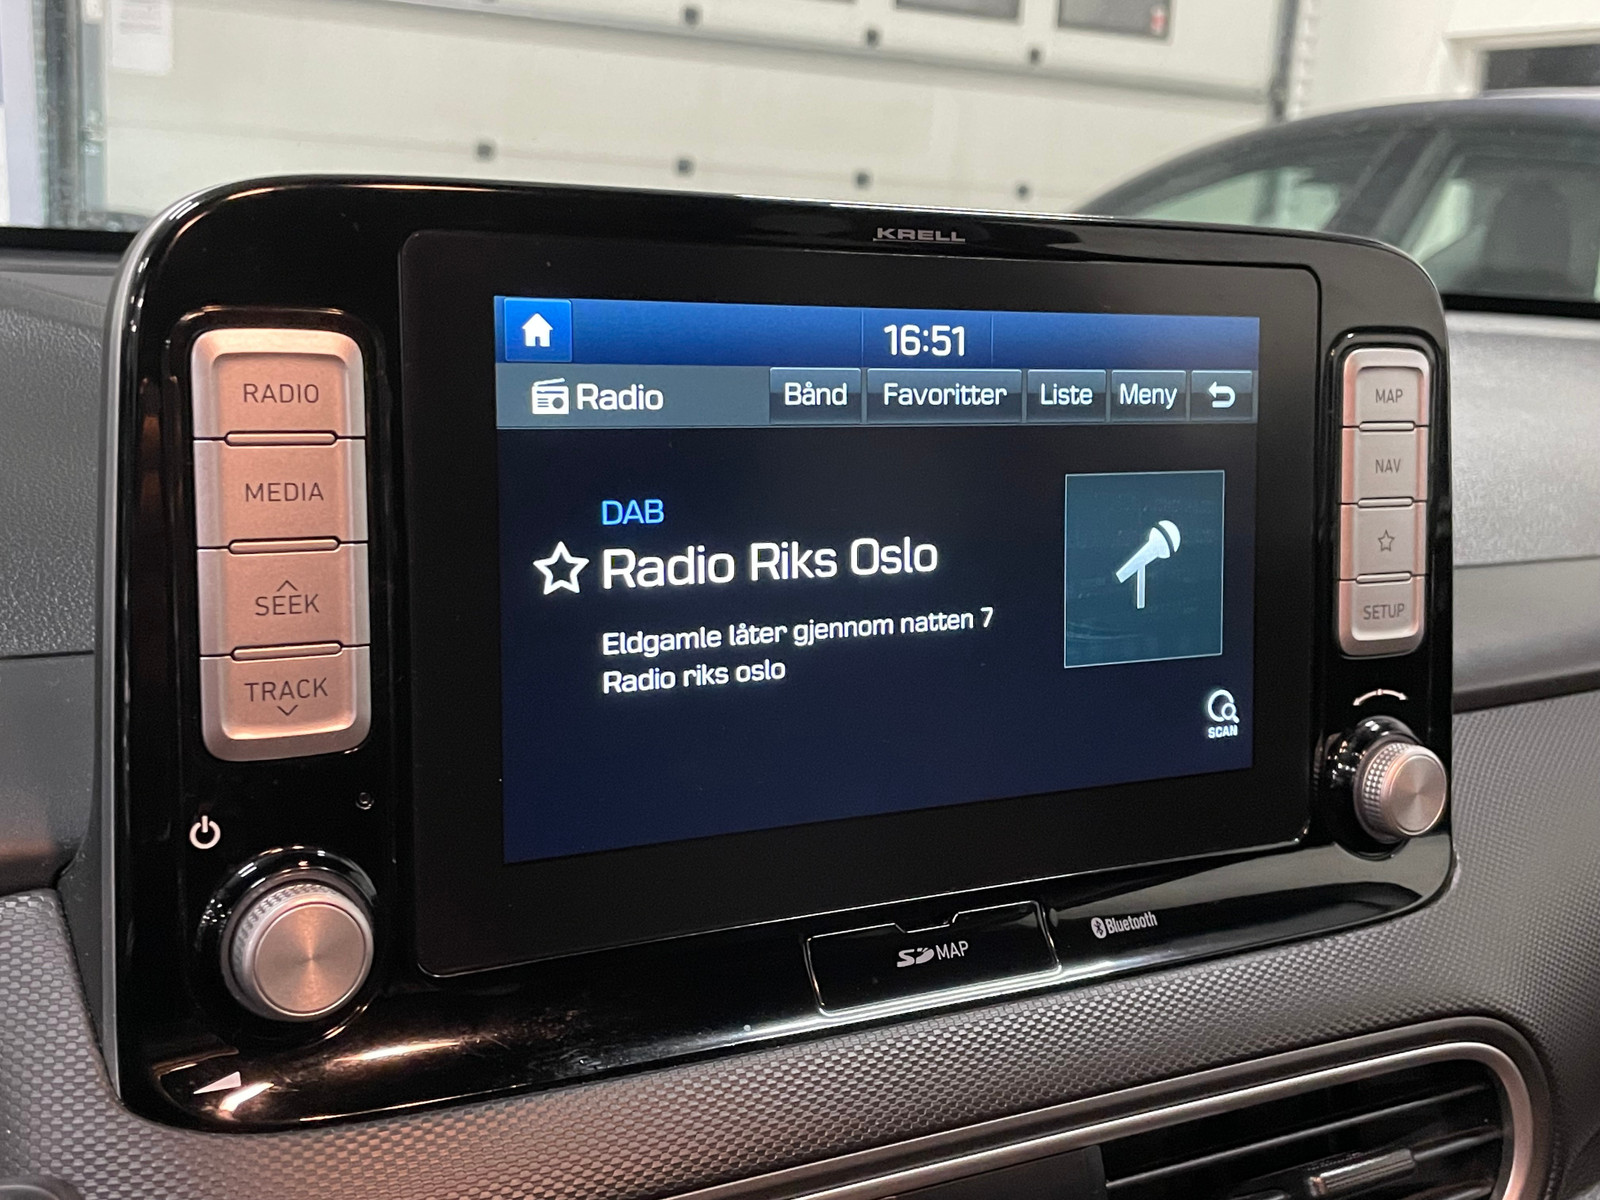 KRELL
16:51
Radio Bånd Favoritter Liste Meny
DAB
Radio Riks Oslo
Eldgamle låter gjennom natten 7
Radio riks oslo
SCAN
RADIO
MEDIA
SEEK
TRACK
MAP
NAV
SETUP
SD MAP
Bluetooth